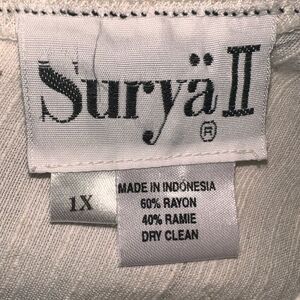 Suryä II
®
1X
MADE IN INDONESIA
60% RAYON
40% RAMIE
DRY CLEAN